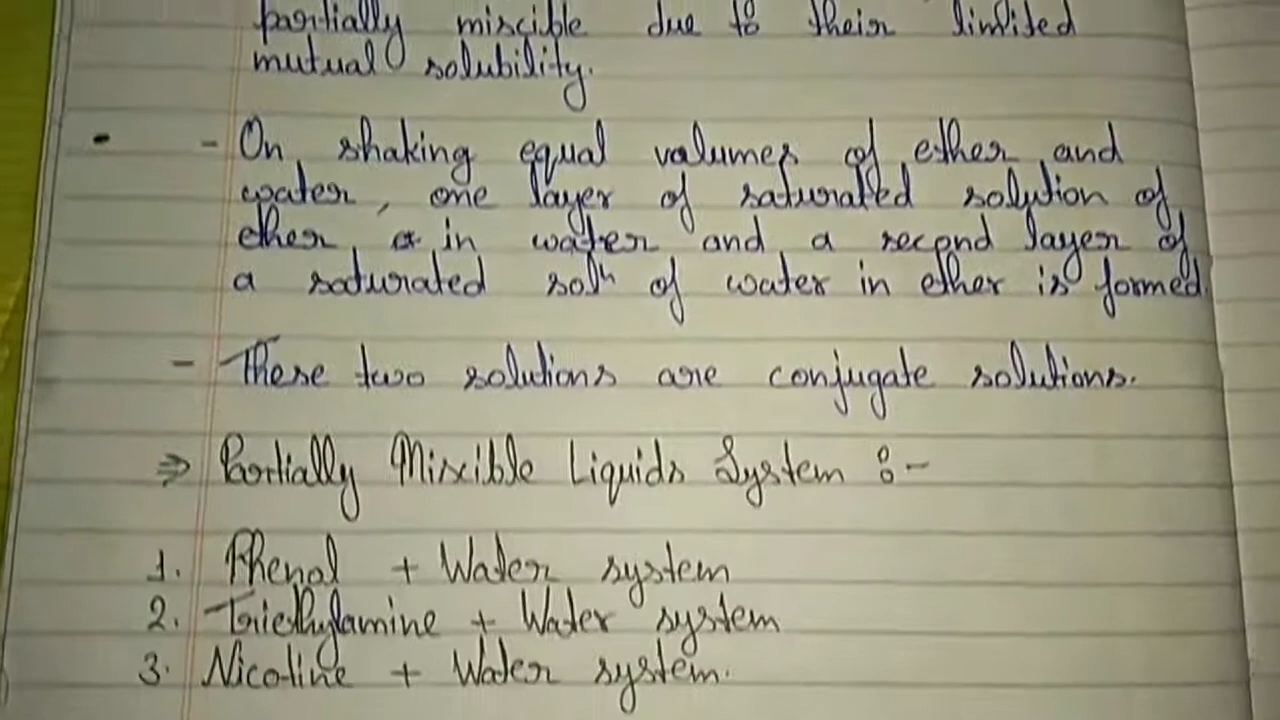 partially miscible due to their limited
mutual solubility.
- On shaking equal volumes of ether and
water, one layer of saturated solution of
ether in water and a second layer of
a saturated solⁿ of water in ether is formed.
- These two solutions are conjugate solutions.
⇒ Partially Mixible Liquids System :-
1. Phenol + Water system
2. Triethylamine + Water system
3. Nicotine + Water system.